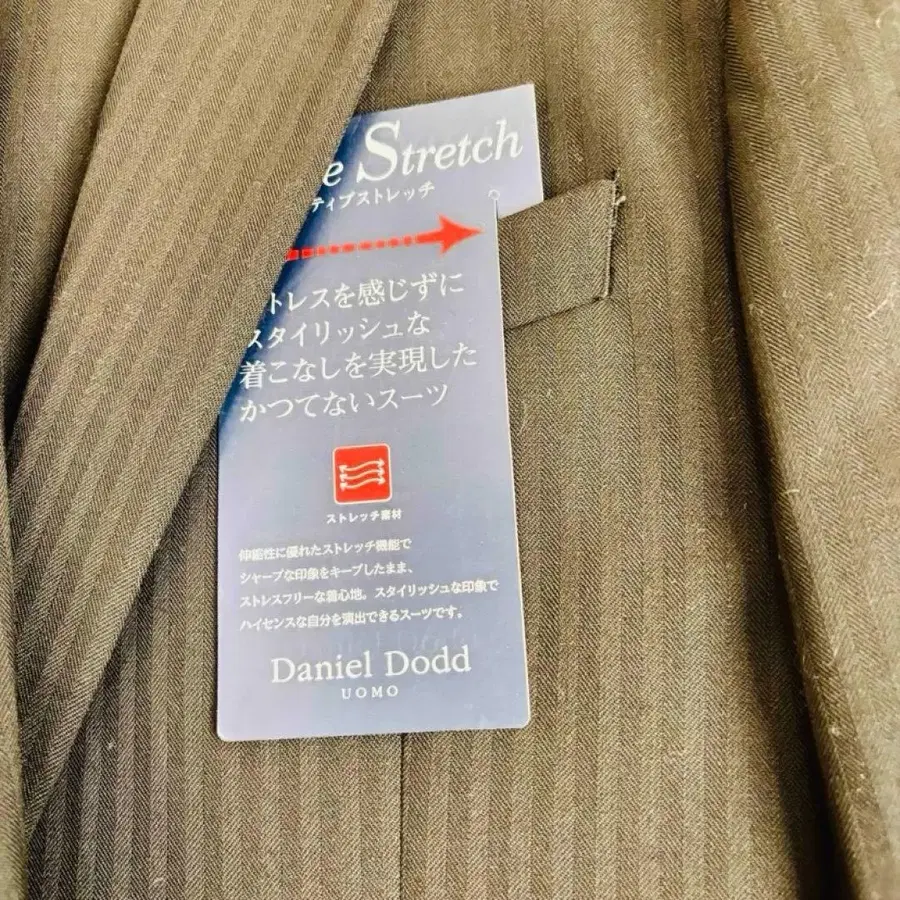 e Stretch
ティブストレッチ
トレスを感じずに
スタイリッシュな
着こなしを実現した
かつてないスーツ
ストレッチ素材
伸縮性に優れたストレッチ機能で
シャープな印象をキープしたまま、
ストレスフリーな着心地。スタイリッシュな印象で
ハイセンスな自分を演出できるスーツです。
Daniel Dodd
UOMO